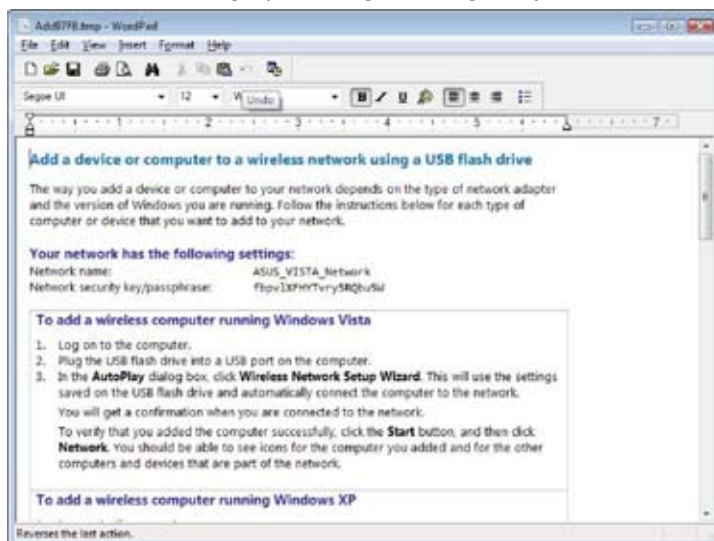 - WordPad
File Edit View Insert Format Help
Segoe UI 12 W Undo
1 2 3 4 5 7
Add a device or computer to a wireless network using a USB flash drive
The way you add a device or computer to your network depends on the type of network adapter
and the version of Windows you are running. Follow the instructions below for each type of
computer or device that you want to add to your network.
Your network has the following settings:
Network name: ASUS_VISTA_Network
Network security key/passphrase:
To add a wireless computer running Windows Vista
1. Log on to the computer.
2. Plug the USB flash drive into a USB port on the computer.
3. In the AutoPlay dialog box, click Wireless Network Setup Wizard. This will use the settings
saved on the USB flash drive and automatically connect the computer to the network.
You will get a confirmation when you are connected to the network.
To verify that you added the computer successfully, click the Start button, and then click
Network. You should be able to see icons for the computer you added and for the other
computers and devices that are part of the network.
To add a wireless computer running Windows XP
Reverses the last action.